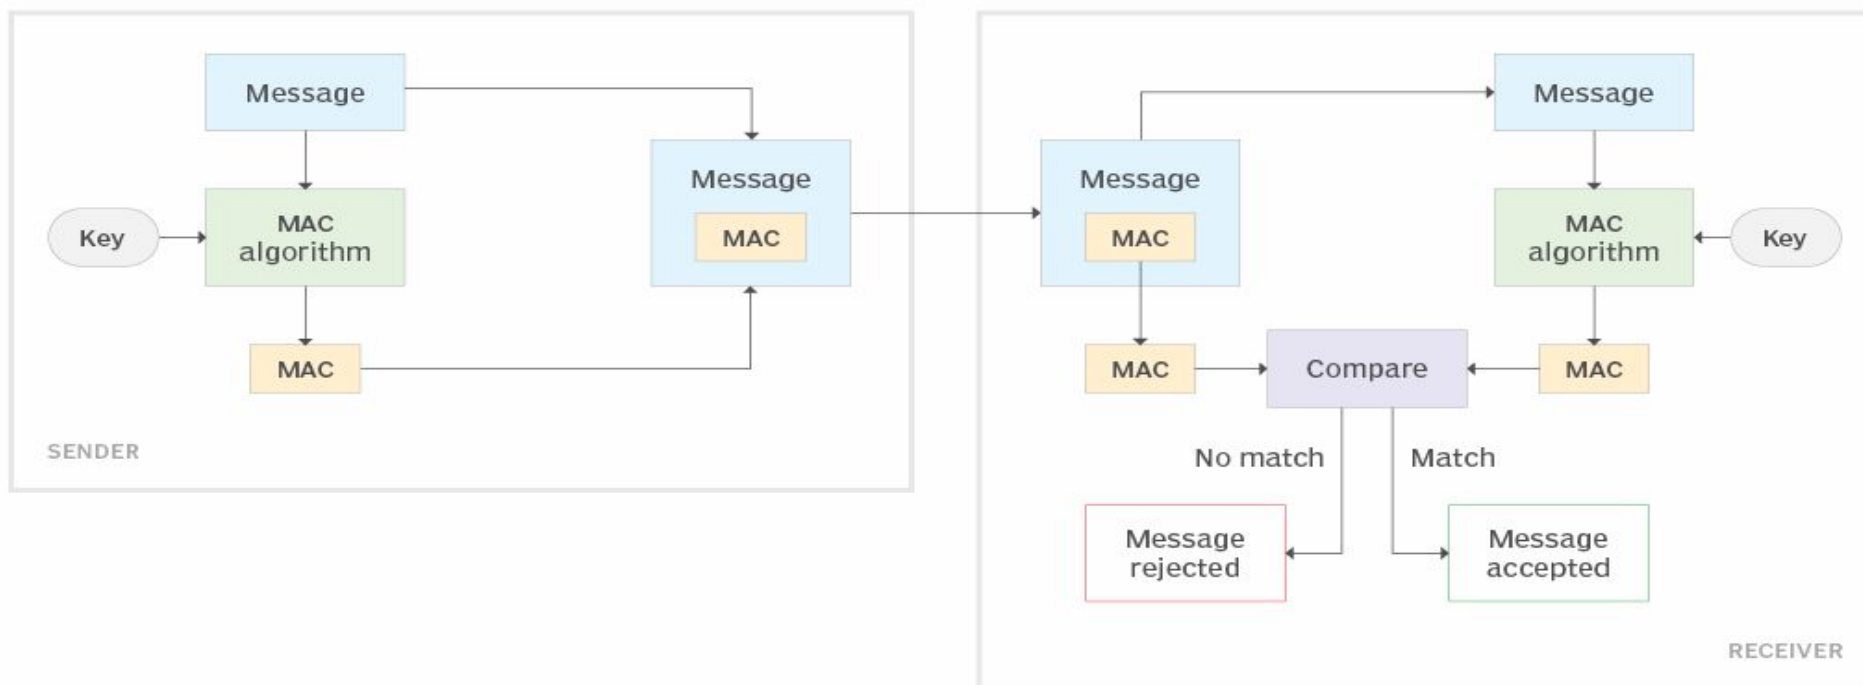 Message
Message
MAC
Key
MAC
algorithm
MAC
SENDER
Message
Message
MAC
MAC
algorithm
Key
MAC
Compare
MAC
No match
Match
Message
rejected
Message
accepted
RECEIVER